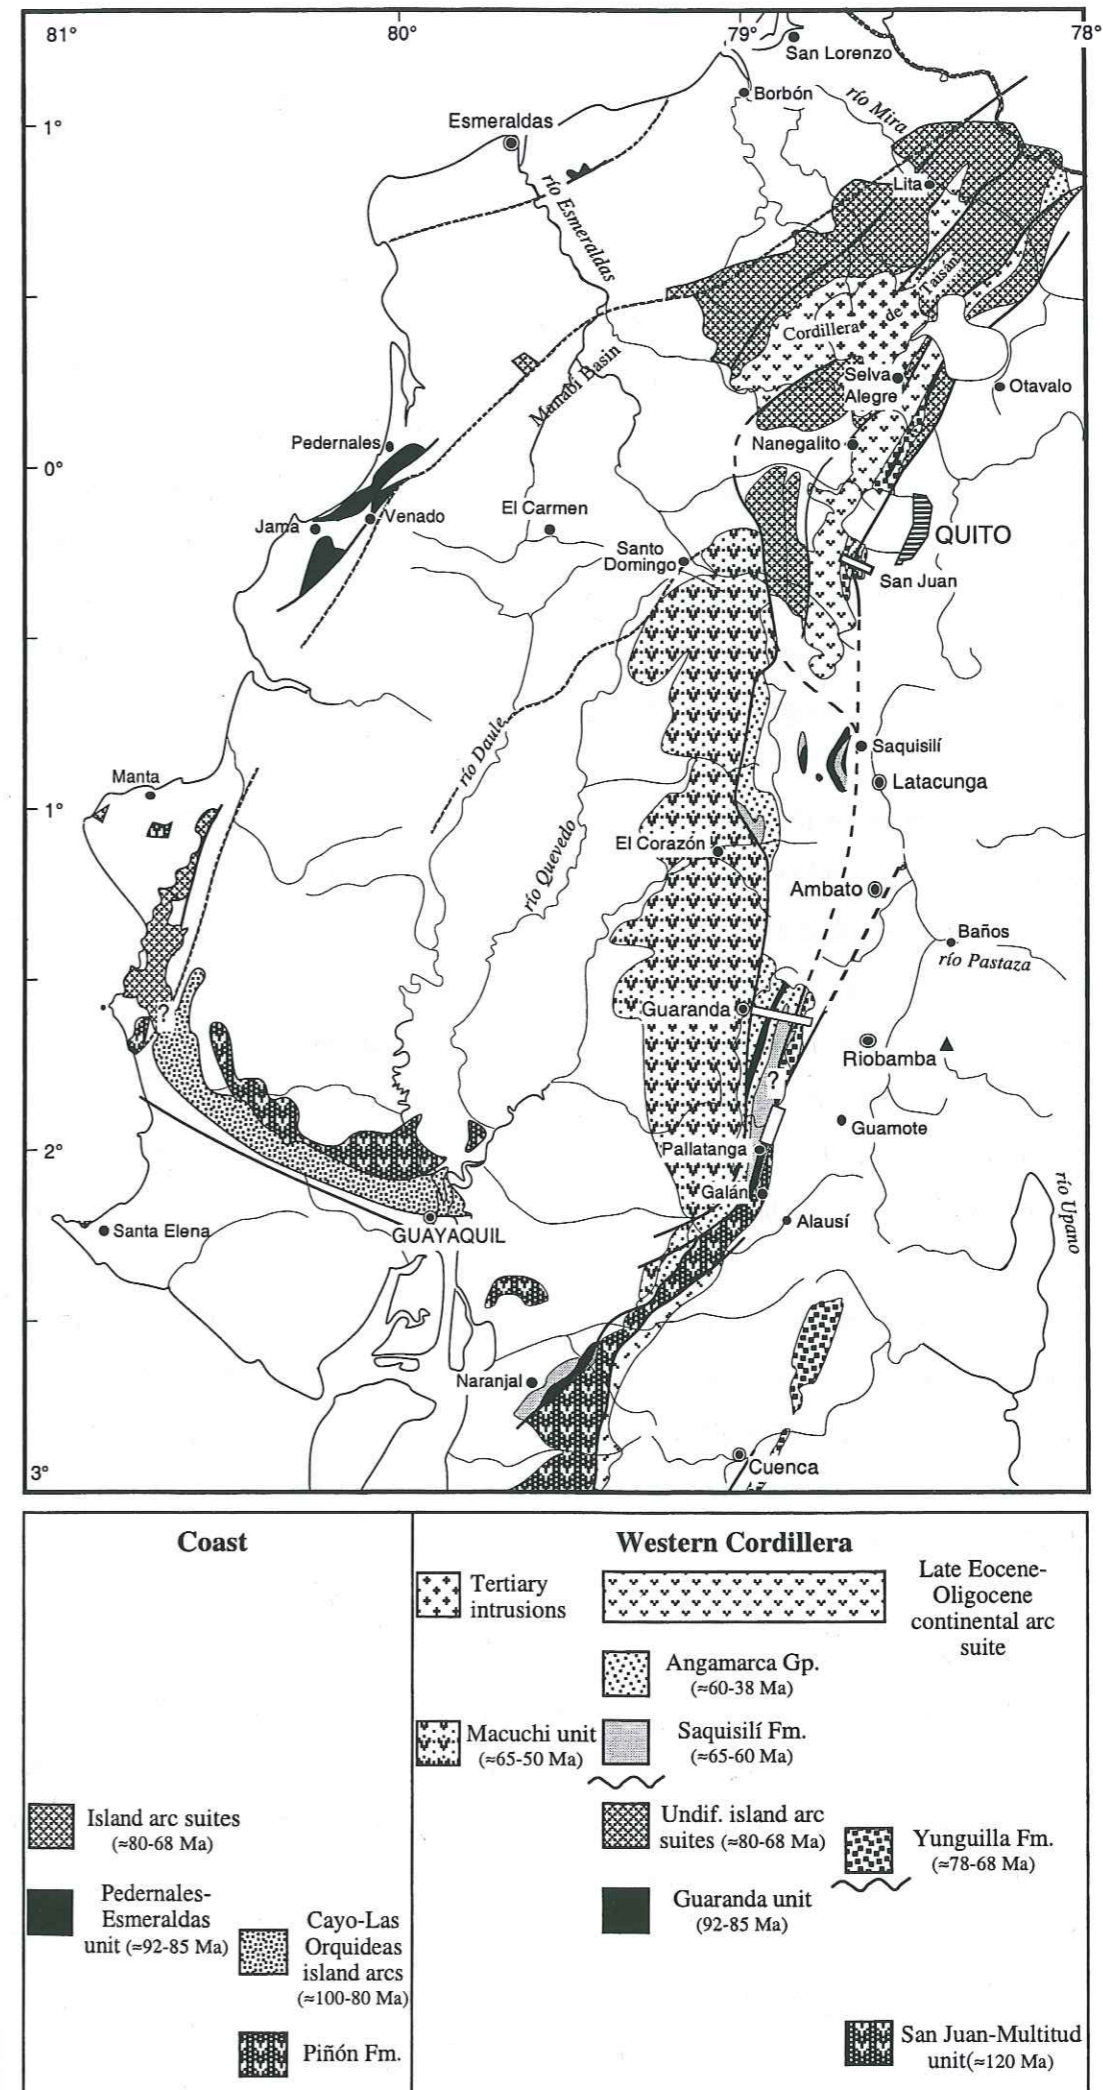 81°
80°
79°
78°
San Lorenzo
Borbón
río Mira
1°
Esmeraldas
río Esmeraldas
Lita
Cordillera de Taisán
Manabí Basin
Selva
Alegre
Otavalo
Pedernales
Nanegalito
0°
Venado
Jama
El Carmen
QUITO
Santo
Domingo
San Juan
río Daule
Saquisilí
Latacunga
Manta
1°
río Quevedo
El Corazón
Ambato
Baños
río Pastaza
?
Guaranda
Riobamba
?
Guamote
2°
Pallatanga
Galán
río Upano
Santa Elena
Alausí
GUAYAQUIL
Naranjal
Cuenca
3°
Coast
Western Cordillera
Tertiary
intrusions
Late Eocene-
Oligocene
continental arc
suite
Angamarca Gp.
(≈60-38 Ma)
Macuchi unit
(≈65-50 Ma)
Saquisilí Fm.
(≈65-60 Ma)
Island arc suites
(≈80-68 Ma)
Undif. island arc
suites (≈80-68 Ma)
Yunguilla Fm.
(≈78-68 Ma)
Pedernales-
Esmeraldas
unit (≈92-85 Ma)
Guaranda unit
(92-85 Ma)
Cayo-Las
Orquideas
island arcs
(≈100-80 Ma)
Piñón Fm.
San Juan-Multitud
unit(≈120 Ma)